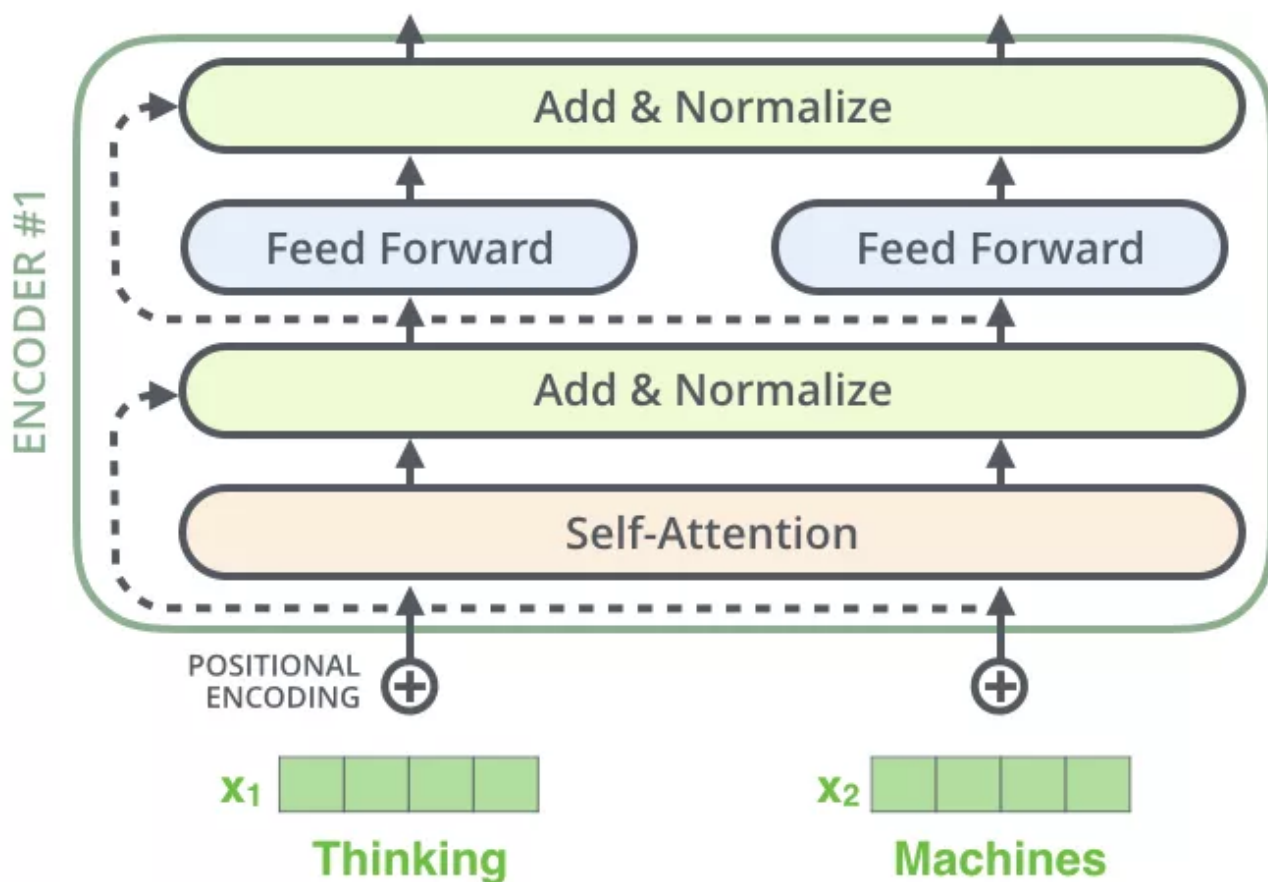 Add & Normalize
Feed Forward
Feed Forward
ENCODER #1
Add & Normalize
Self-Attention
POSITIONAL
ENCODING
x1
x2
Thinking
Machines